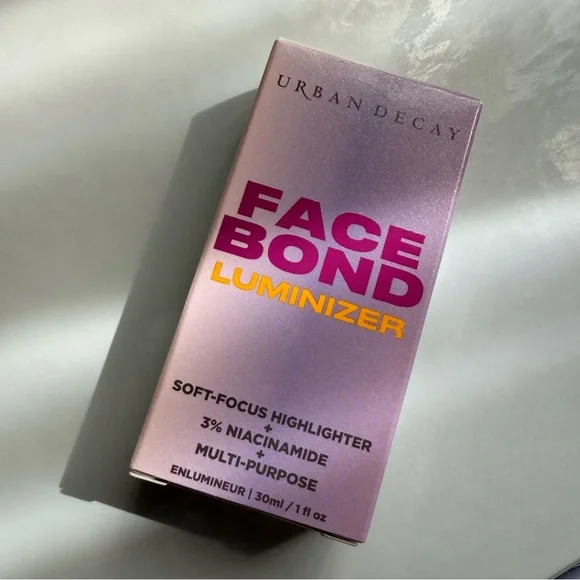 URBAN DECAY
FACE
BOND
LUMINIZER
SOFT-FOCUS HIGHLIGHTER
+
3% NIACINAMIDE
+
MULTI-PURPOSE
ENLUMINEUR | 30ml / 1 fl oz